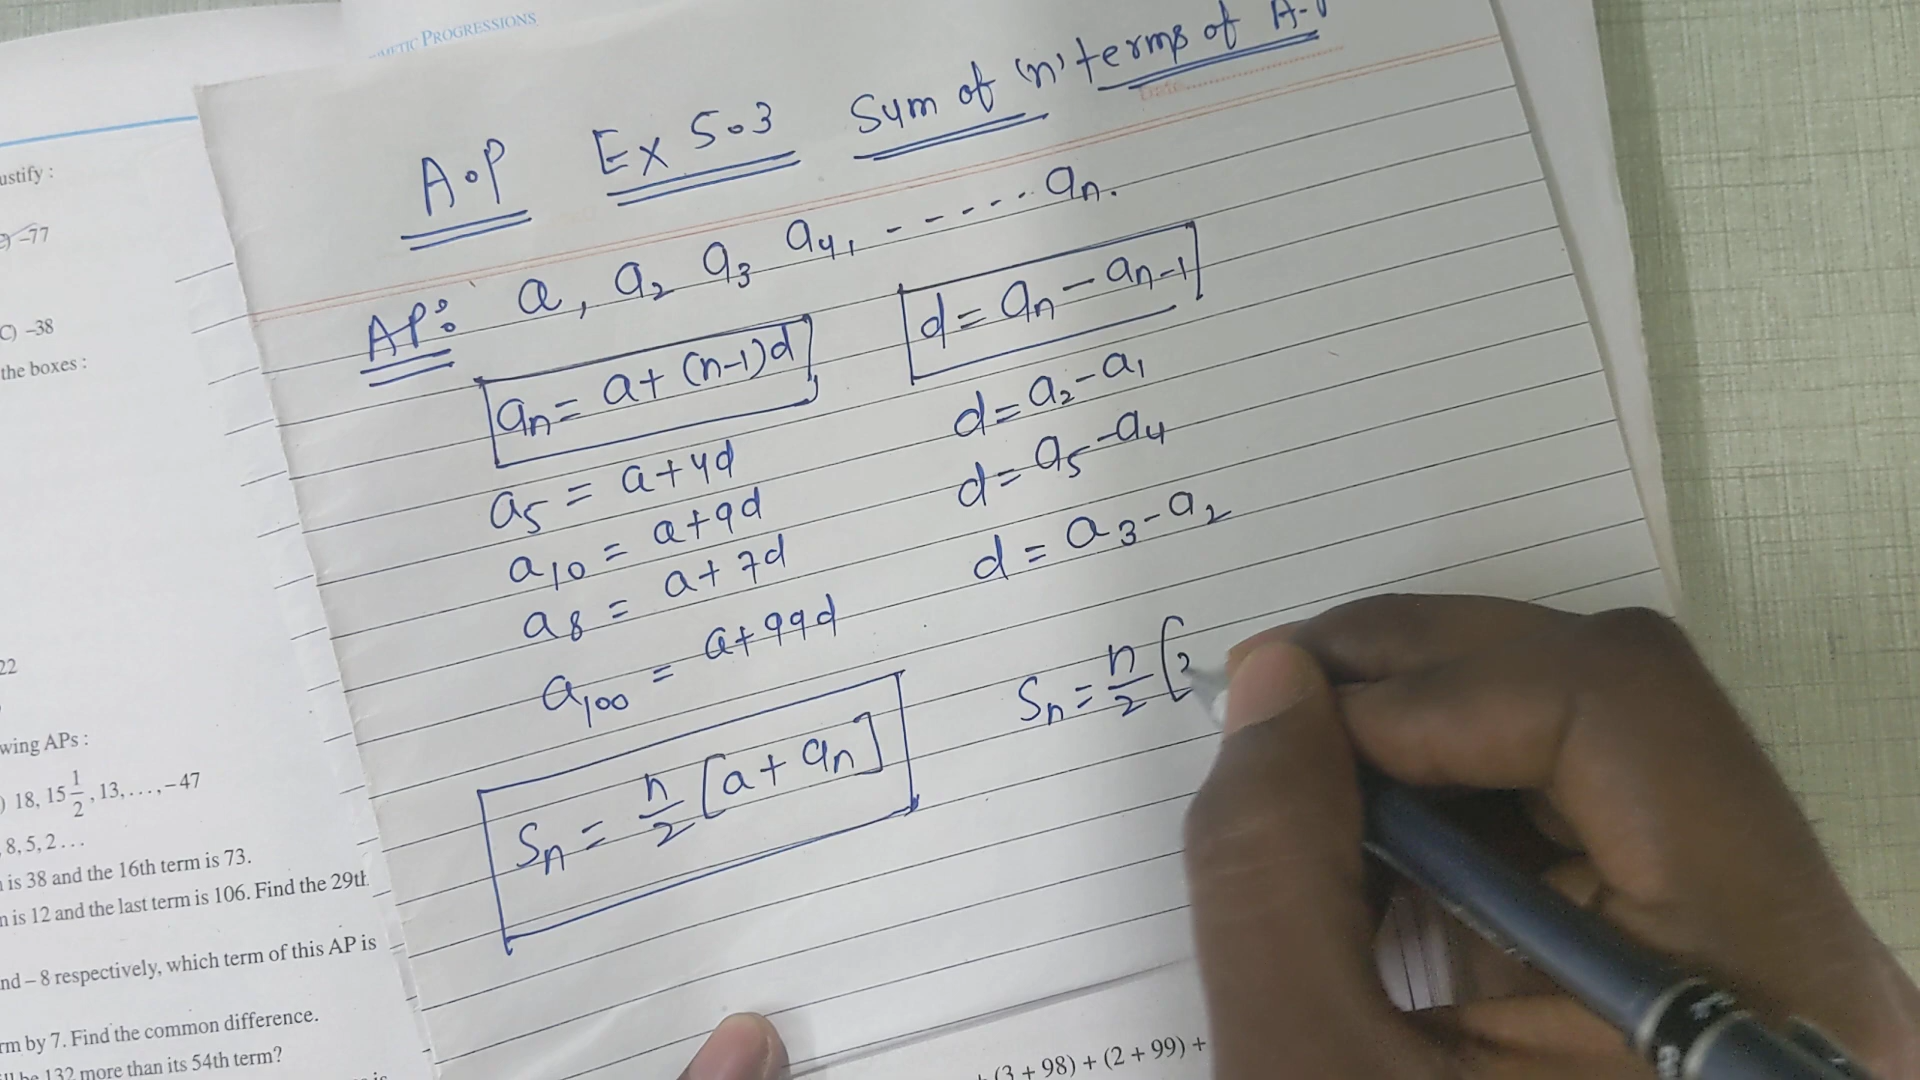 PROGRESSIONS
A.P Ex 5.3 Sum of 'n' terms of A.P
Date
AP: a, a₂ a₃ a₄, ------... aₙ.
aₙ = a + (n-1)d
d = aₙ - aₙ₋₁
a₅ = a + 4d
d = a₂ - a₁
a₁₀ = a + 9d
d = a₅ - a₄
a₈ = a + 7d
d = a₃ - a₂
a₁₀₀ = a + 99d
Sₙ = n/2 [a + aₙ]
Sₙ = n/2 [2
ustify :
–77
C) –38
the boxes :
22
wing APs :
) 18, 15 1/2, 13, . . . , – 47
8, 5, 2 . . .
is 38 and the 16th term is 73.
is 12 and the last term is 106. Find the 29th
nd – 8 respectively, which term of this AP is
rm by 7. Find the common difference.
be 132 more than its 54th term?
(3 + 98) + (2 + 99) +